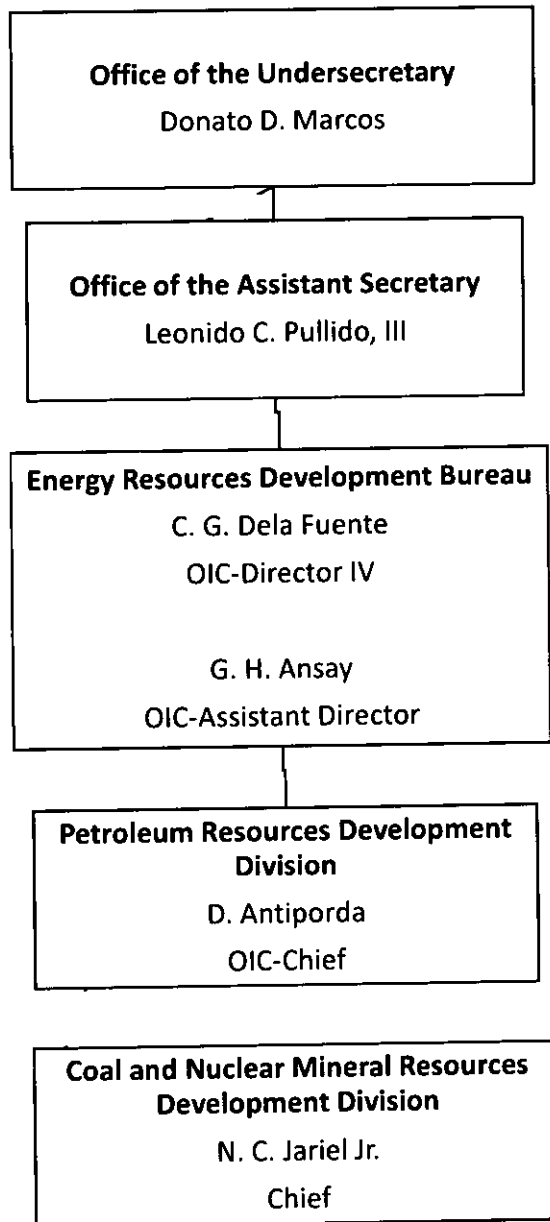 Office of the Undersecretary
Donato D. Marcos
Office of the Assistant Secretary
Leonido C. Pullido, III
Energy Resources Development Bureau
C. G. Dela Fuente
OIC-Director IV
G. H. Ansay
OIC-Assistant Director
Petroleum Resources Development
Division
D. Antiporda
OIC-Chief
Coal and Nuclear Mineral Resources
Development Division
N. C. Jariel Jr.
Chief